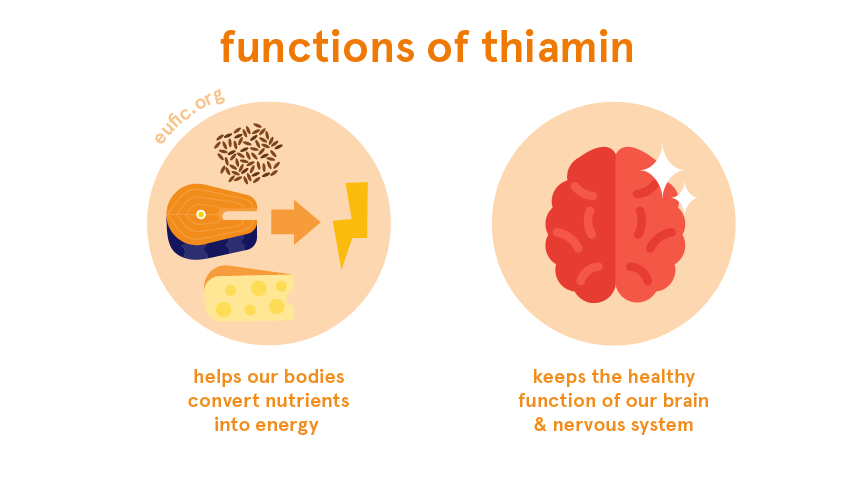 functions of thiamin
eufic.org
helps our bodies
convert nutrients
into energy
keeps the healthy
function of our brain
& nervous system